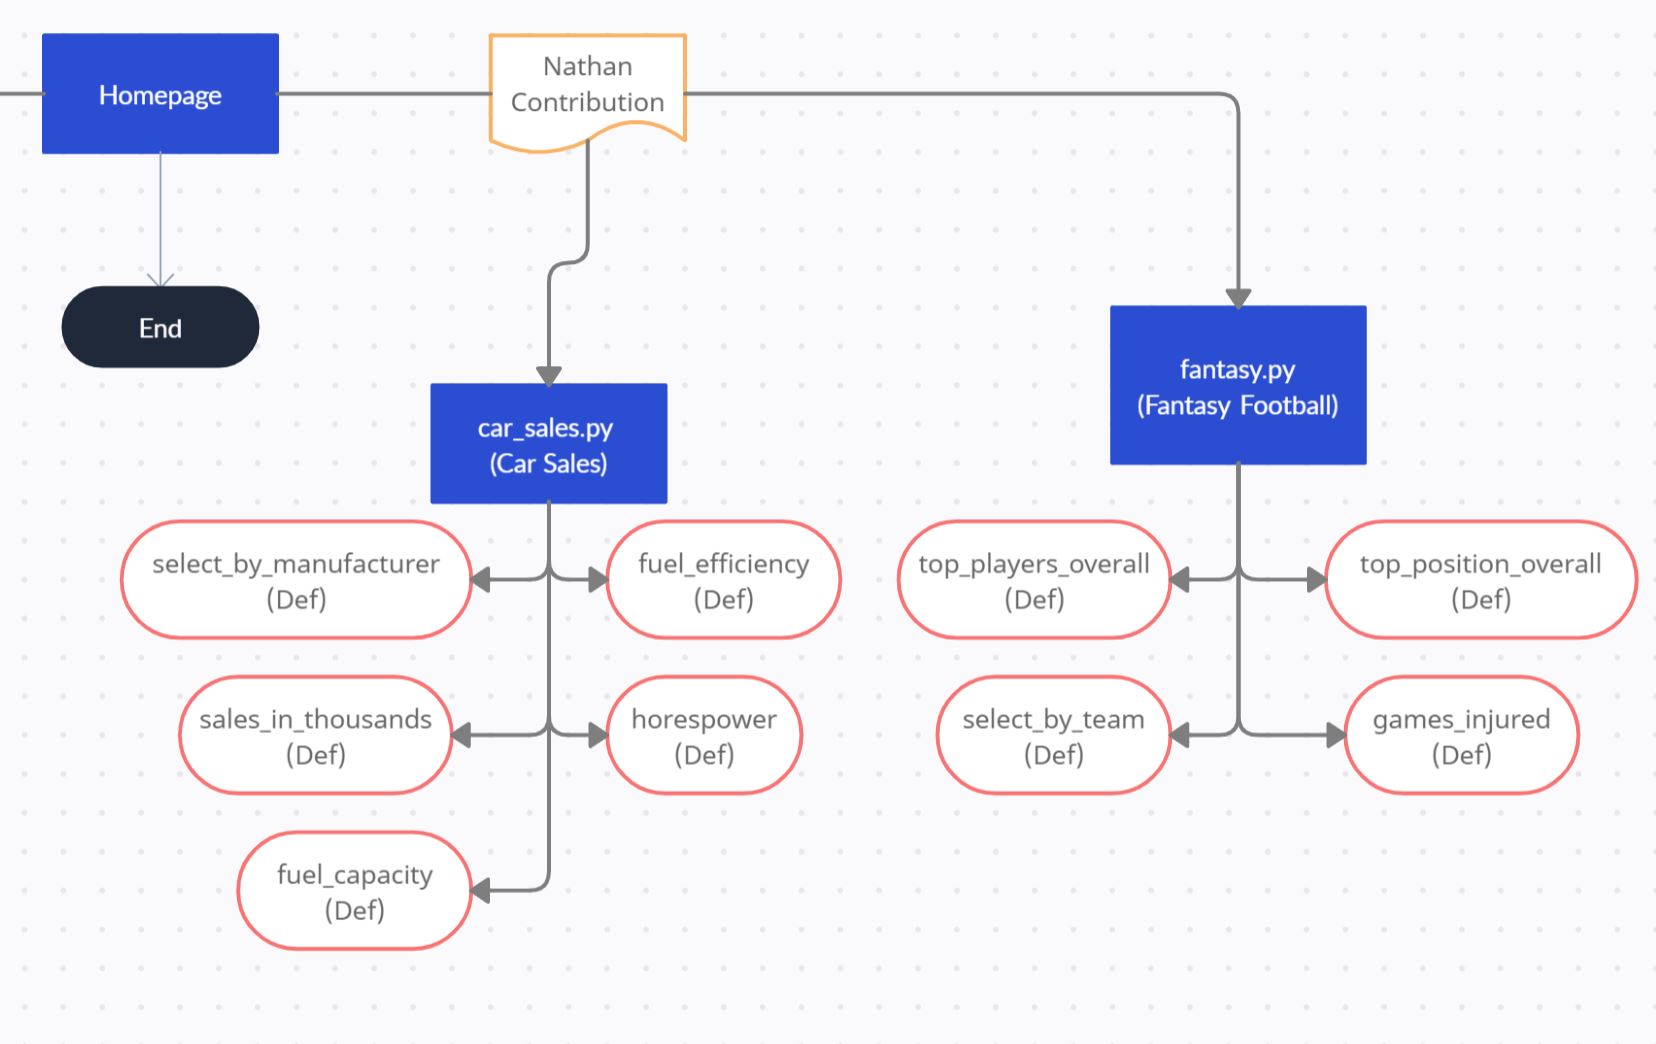 Homepage
Nathan
Contribution
End
fantasy.py
(Fantasy Football)
car_sales.py
(Car Sales)
select_by_manufacturer
(Def)
fuel_efficiency
(Def)
top_players_overall
(Def)
top_position_overall
(Def)
sales_in_thousands
(Def)
horespower
(Def)
select_by_team
(Def)
games_injured
(Def)
fuel_capacity
(Def)